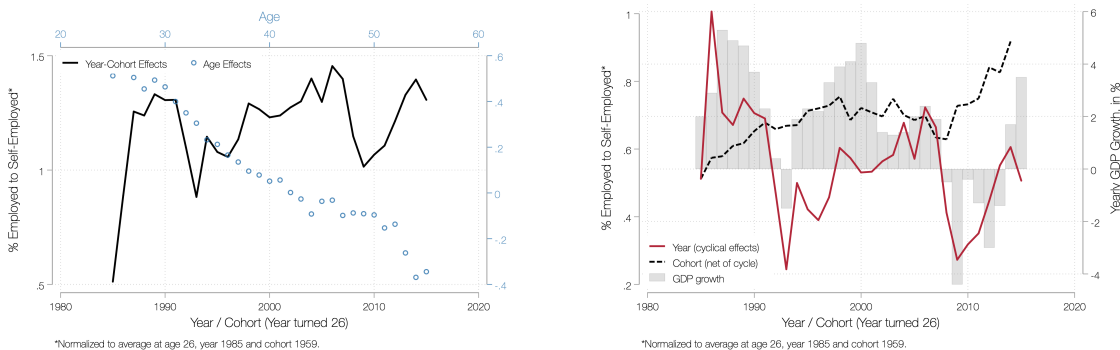 Age
20 30 40 50 60
1.5
1
.5
% Employed to Self-Employed*
Year-Cohort Effects
Age Effects
.6
.4
.2
0
-.2
-.4
1980 1990 2000 2010 2020
Year / Cohort (Year turned 26)
*Normalized to average at age 26, year 1985 and cohort 1959.
1
.8
.6
.4
.2
% Employed to Self-Employed*
Year (cyclical effects)
Cohort (net of cycle)
GDP growth
6
4
2
0
-2
-4
Yearly GDP Growth, in %
1980 1990 2000 2010 2020
Year / Cohort (Year turned 26)
*Normalized to average at age 26, year 1985 and cohort 1959.